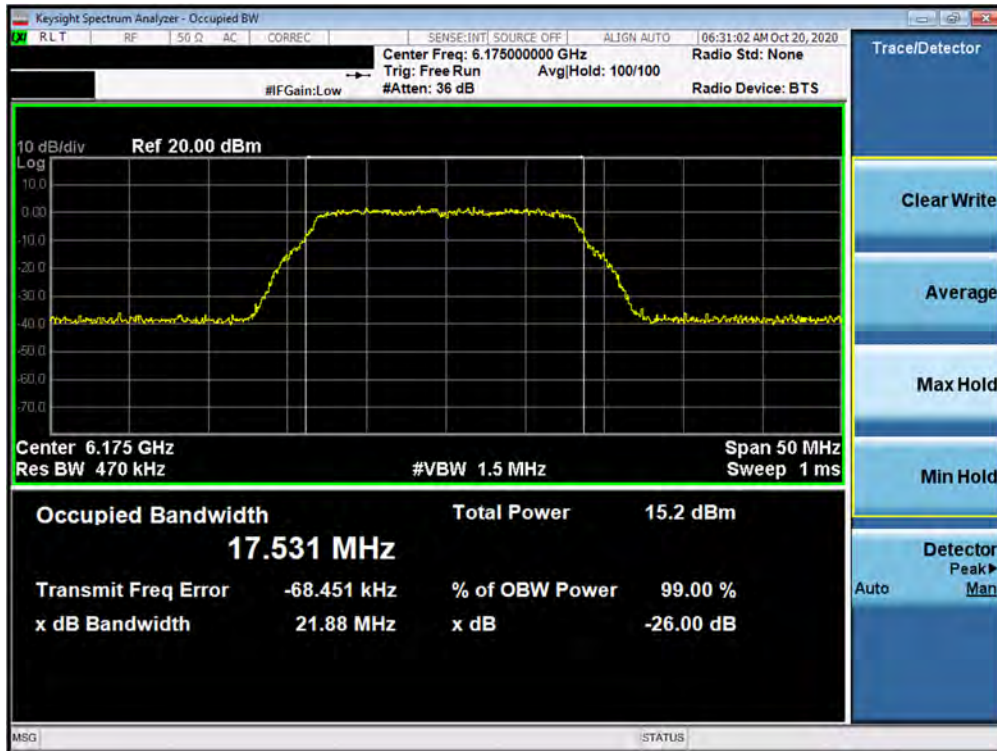 Keysight Spectrum Analyzer - Occupied BW
LXI RLT RF 50 Ω AC CORREC SENSE:INT SOURCE OFF ALIGN AUTO 06:31:02 AM Oct 20, 2020
Center Freq: 6.175000000 GHz Radio Std: None
Trig: Free Run Avg|Hold: 100/100
#IFGain:Low #Atten: 36 dB Radio Device: BTS
Trace/Detector
10 dB/div Ref 20.00 dBm
Log
10.0
0.00
-10.0
-20.0
-30.0
-40.0
-50.0
-60.0
-70.0
Center 6.175 GHz Span 50 MHz
Res BW 470 kHz #VBW 1.5 MHz Sweep 1 ms
Occupied Bandwidth Total Power 15.2 dBm
17.531 MHz
Transmit Freq Error -68.451 kHz % of OBW Power 99.00 %
x dB Bandwidth 21.88 MHz x dB -26.00 dB
Clear Write
Average
Max Hold
Min Hold
Detector
Peak▶
Auto Man
MSG STATUS